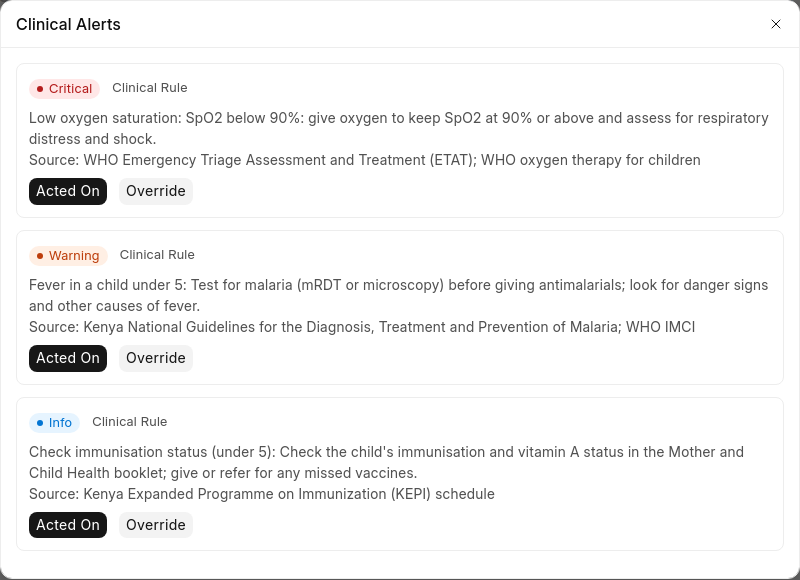 Clinical Alerts
Critical Clinical Rule
Low oxygen saturation: SpO2 below 90%: give oxygen to keep SpO2 at 90% or above and assess for respiratory
distress and shock.
Source: WHO Emergency Triage Assessment and Treatment (ETAT); WHO oxygen therapy for children
Acted On Override
Warning Clinical Rule
Fever in a child under 5: Test for malaria (mRDT or microscopy) before giving antimalarials; look for danger signs
and other causes of fever.
Source: Kenya National Guidelines for the Diagnosis, Treatment and Prevention of Malaria; WHO IMCI
Acted On Override
Info Clinical Rule
Check immunisation status (under 5): Check the child's immunisation and vitamin A status in the Mother and
Child Health booklet; give or refer for any missed vaccines.
Source: Kenya Expanded Programme on Immunization (KEPI) schedule
Acted On Override